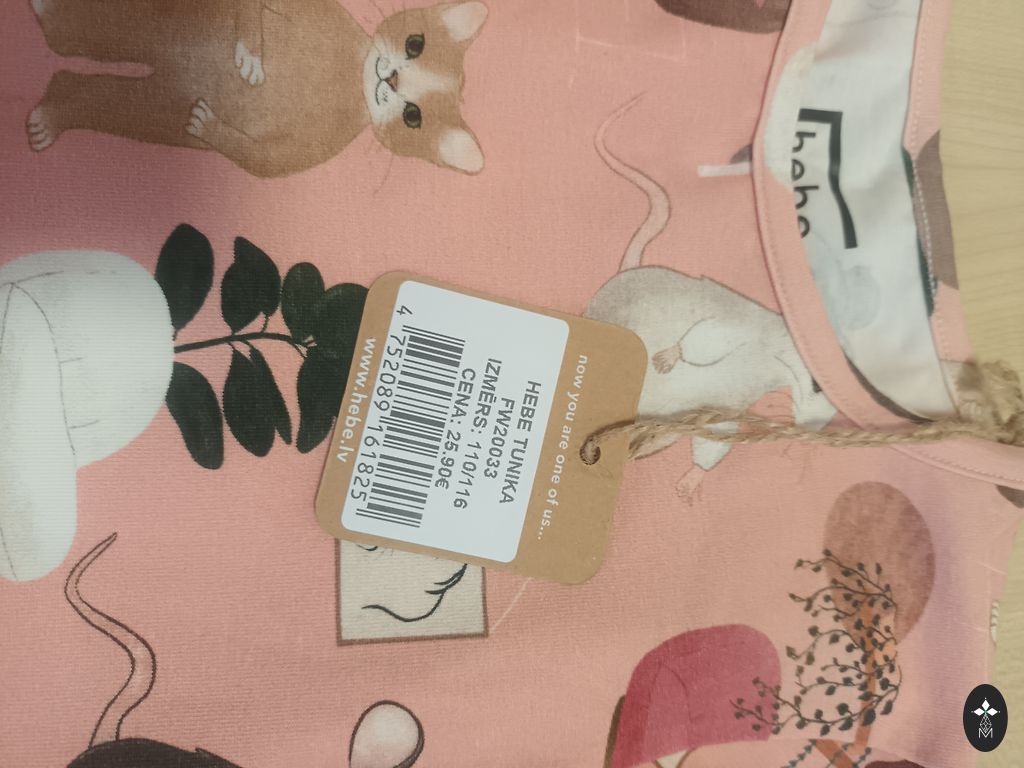 hebe
now you are one of us...
HEBE TUNIKA
FW20033
IZMĒRS: 110/116
CENA: 25.90€
4 752089 161825
www.hebe.lv
M